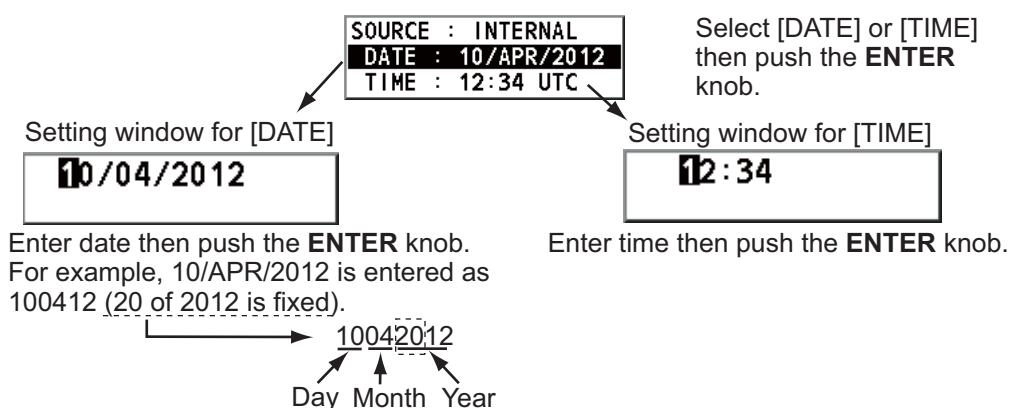 SOURCE : INTERNAL
DATE : 10/APR/2012
TIME : 12:34 UTC
Select [DATE] or [TIME]
then push the ENTER
knob.
Setting window for [DATE]
10/04/2012
Enter date then push the ENTER knob.
For example, 10/APR/2012 is entered as
100412 (20 of 2012 is fixed).
10042012
Day Month Year
Setting window for [TIME]
12:34
Enter time then push the ENTER knob.